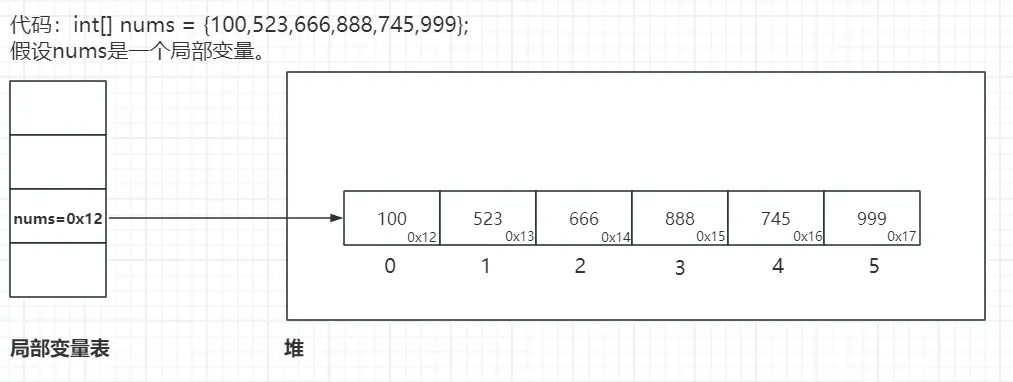 代码：int[] nums = {100,523,666,888,745,999};
假设nums是一个局部变量。
nums=0x12
100 523 666 888 745 999
0x12 0x13 0x14 0x15 0x16 0x17
0 1 2 3 4 5
局部变量表 堆